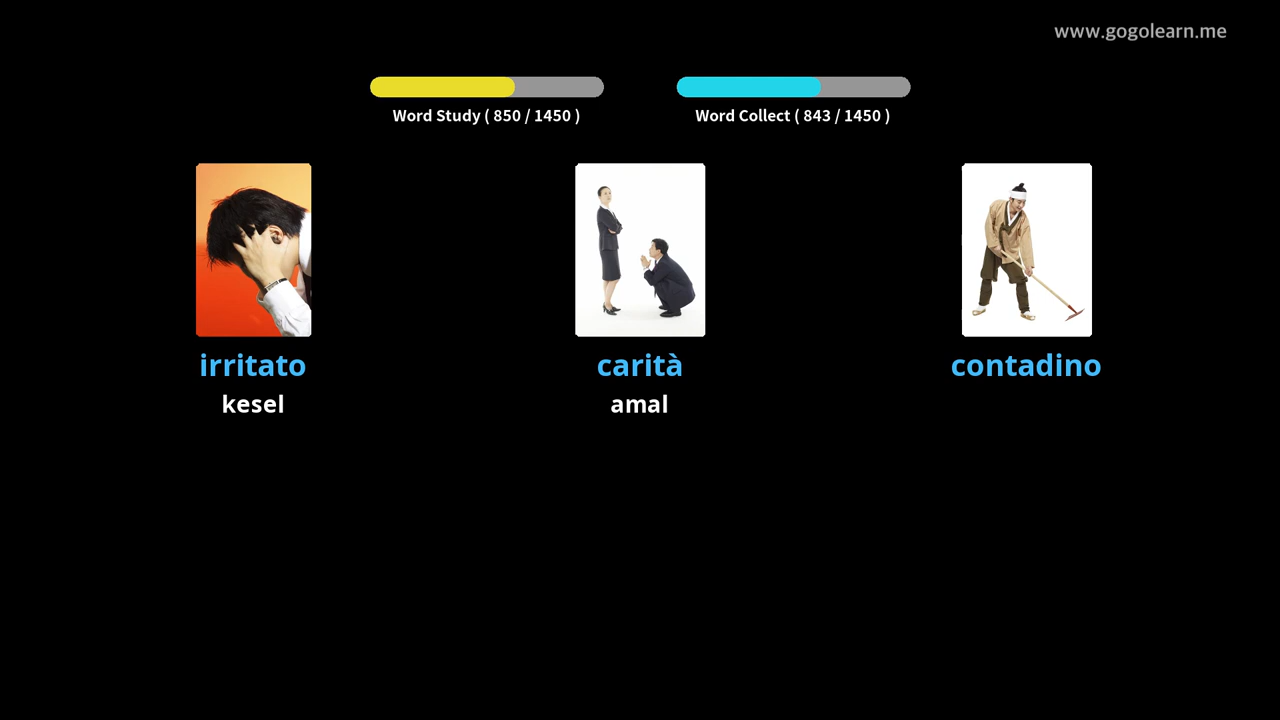 www.gogolearn.me
Word Study ( 850 / 1450 )
Word Collect ( 843 / 1450 )
irritato
kesel
carità
amal
contadino